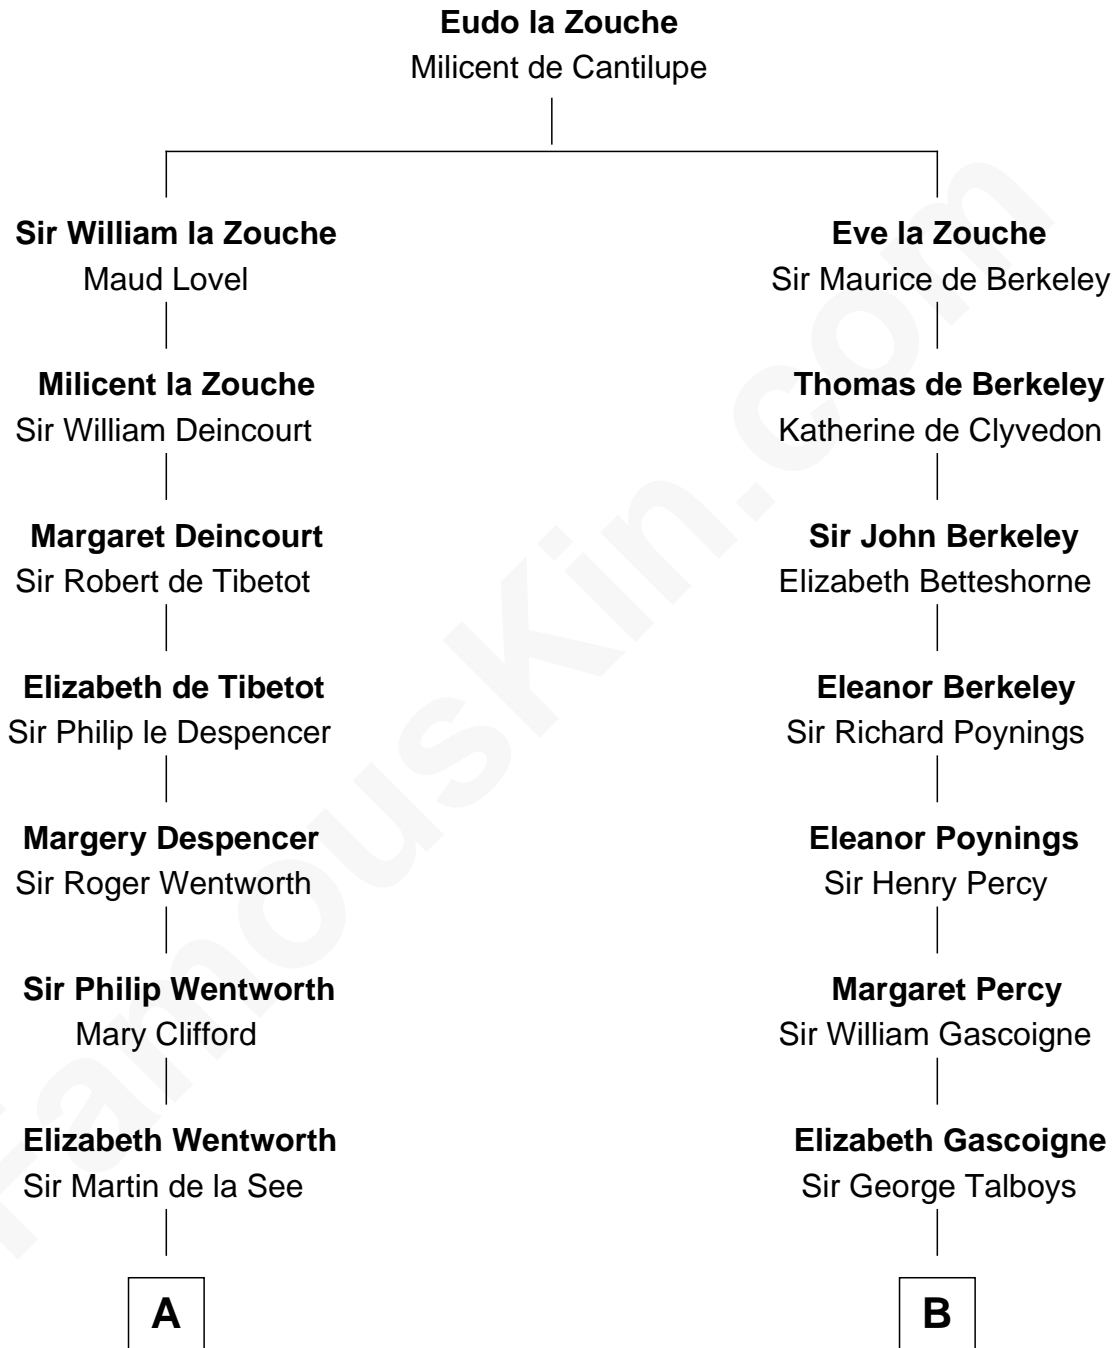 Eudo la Zouche
Milicent de Cantilupe
Sir William la Zouche
Maud Lovel
Eve la Zouche
Sir Maurice de Berkeley
Milicent la Zouche
Sir William Deincourt
Thomas de Berkeley
Katherine de Clyvedon
Margaret Deincourt
Sir Robert de Tibetot
Sir John Berkeley
Elizabeth Betteshorne
Elizabeth de Tibetot
Sir Philip le Despencer
Eleanor Berkeley
Sir Richard Poynings
Margery Despencer
Sir Roger Wentworth
Eleanor Poynings
Sir Henry Percy
Sir Philip Wentworth
Mary Clifford
Margaret Percy
Sir William Gascoigne
Elizabeth Wentworth
Sir Martin de la See
Elizabeth Gascoigne
Sir George Talboys
A
B
FamousKin.com